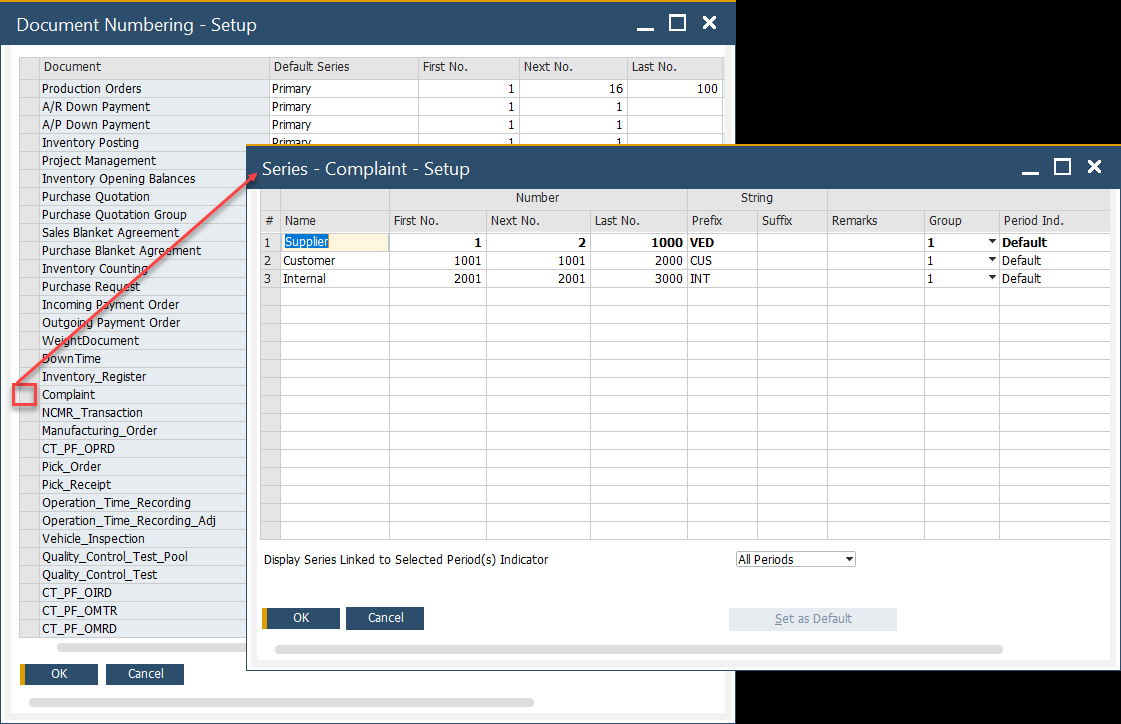 Document Numbering - Setup
Document Default Series First No. Next No. Last No.
Production Orders Primary 1 16 100
A/R Down Payment Primary 1 1
A/P Down Payment Primary 1 1
Inventory Posting Primary 1 1
Project Management
Inventory Opening Balances
Purchase Quotation
Purchase Quotation Group
Sales Blanket Agreement
Purchase Blanket Agreement
Inventory Counting
Purchase Request
Incoming Payment Order
Outgoing Payment Order
WeightDocument
DownTime
Inventory_Register
Complaint
NCMR_Transaction
Manufacturing_Order
CT_PF_OPRD
Pick_Order
Pick_Receipt
Operation_Time_Recording
Operation_Time_Recording_Adj
Vehicle_Inspection
Quality_Control_Test_Pool
Quality_Control_Test
CT_PF_OIRD
CT_PF_OMTR
CT_PF_OMRD
OK Cancel
Series - Complaint - Setup
Number String
# Name First No. Next No. Last No. Prefix Suffix Remarks Group Period Ind.
1 Supplier 1 2 1000 VED 1 Default
2 Customer 1001 1001 2000 CUS 1 Default
3 Internal 2001 2001 3000 INT 1 Default
Display Series Linked to Selected Period(s) Indicator All Periods
OK Cancel Set as Default